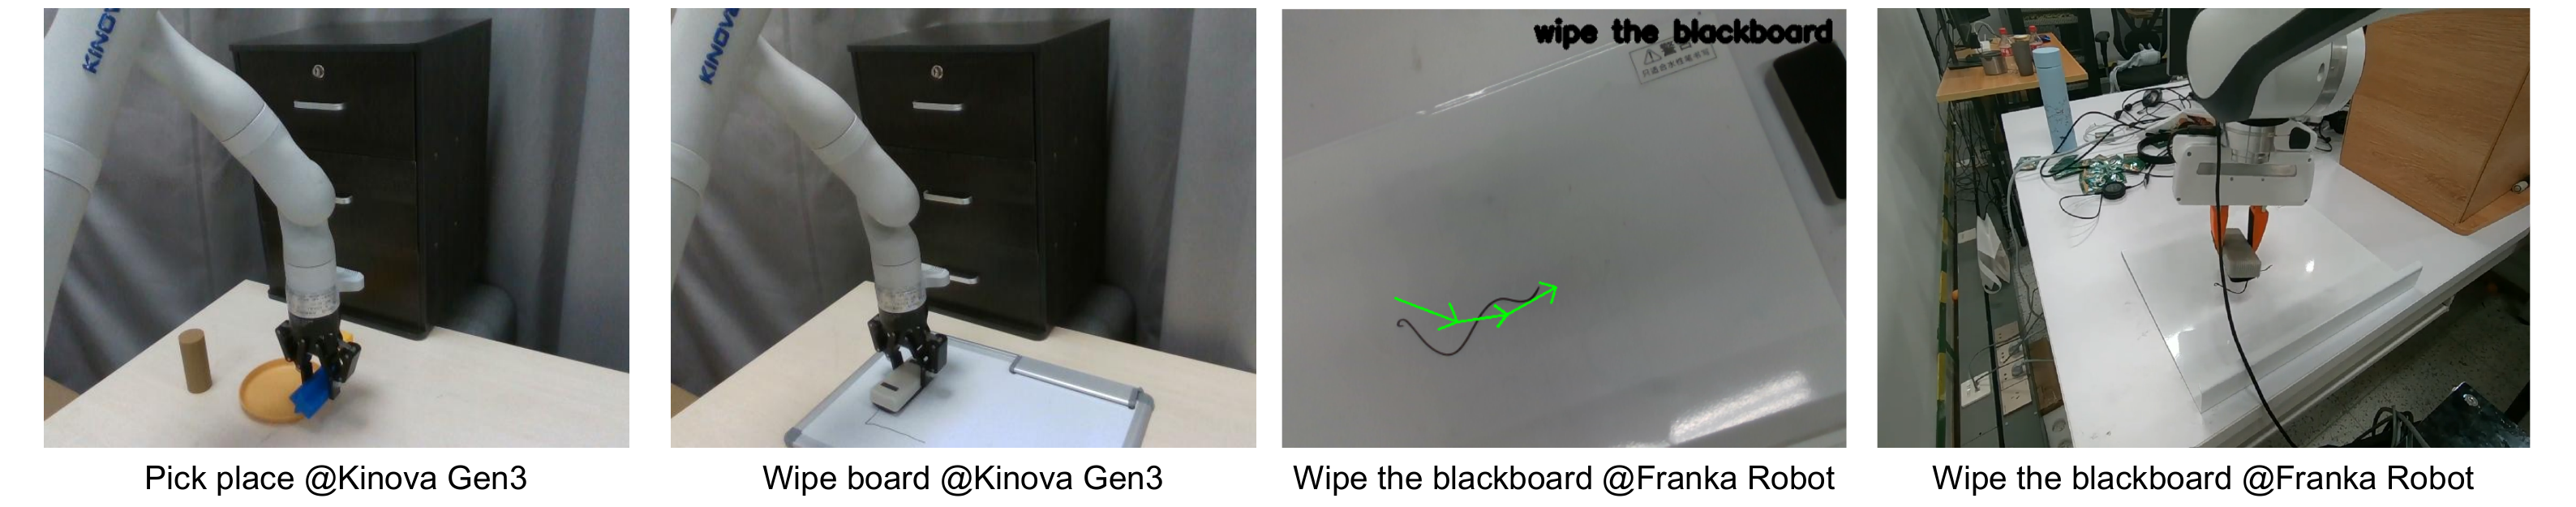 KINOV
KINOVA
wipe the blackboard
Pick place @Kinova Gen3
Wipe board @Kinova Gen3
Wipe the blackboard @Franka Robot
Wipe the blackboard @Franka Robot